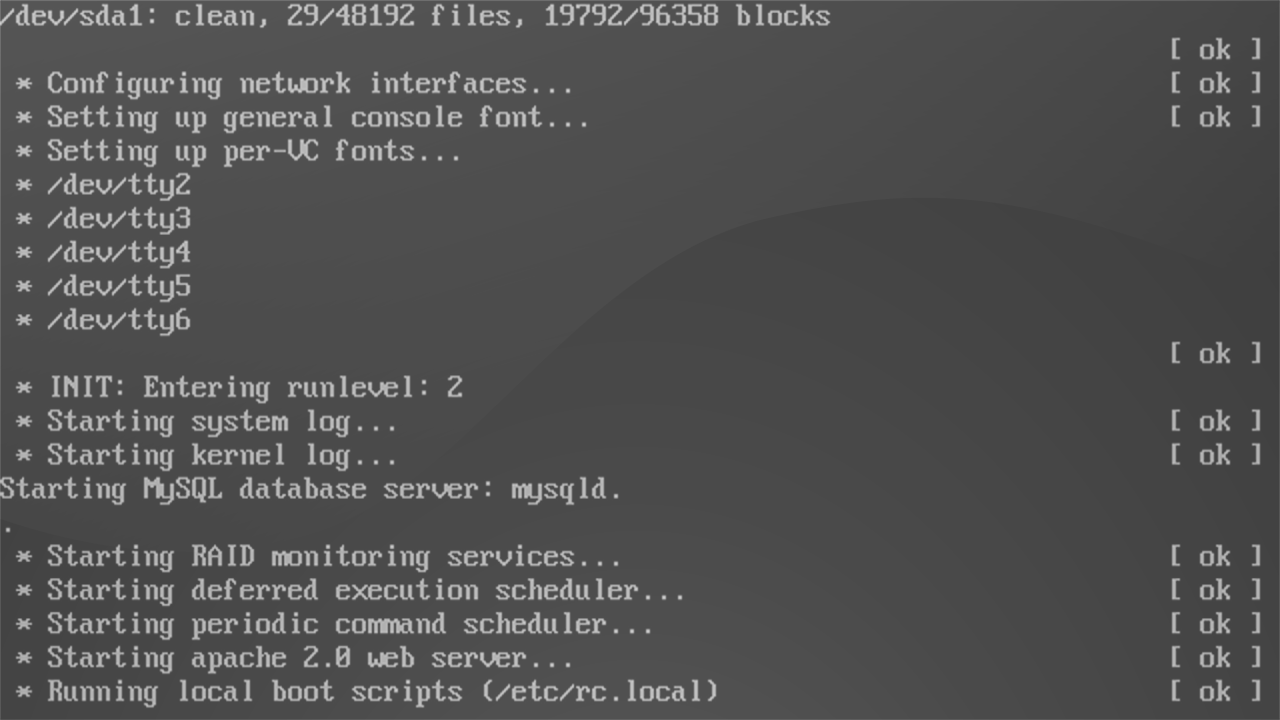 /dev/sda1: clean, 29/48192 files, 19792/96358 blocks
[ ok ]
* Configuring network interfaces... [ ok ]
* Setting up general console font... [ ok ]
* Setting up per-VC fonts...
* /dev/tty2
* /dev/tty3
* /dev/tty4
* /dev/tty5
* /dev/tty6
[ ok ]
* INIT: Entering runlevel: 2
* Starting system log... [ ok ]
* Starting kernel log... [ ok ]
Starting MySQL database server: mysqld.
.
* Starting RAID monitoring services... [ ok ]
* Starting deferred execution scheduler... [ ok ]
* Starting periodic command scheduler... [ ok ]
* Starting apache 2.0 web server... [ ok ]
* Running local boot scripts (/etc/rc.local) [ ok ]